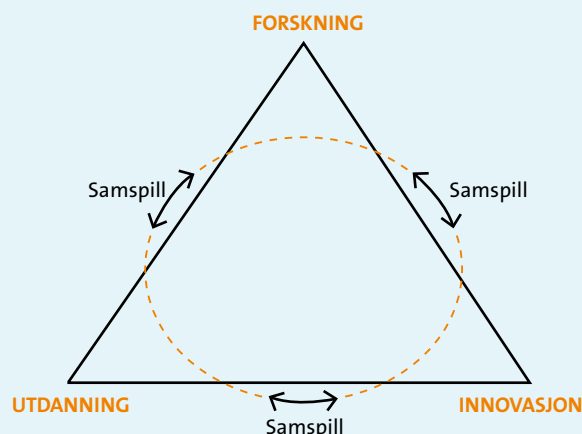 FORSKNING
Samspill
Samspill
UTDANNING
INNOVASJON
Samspill